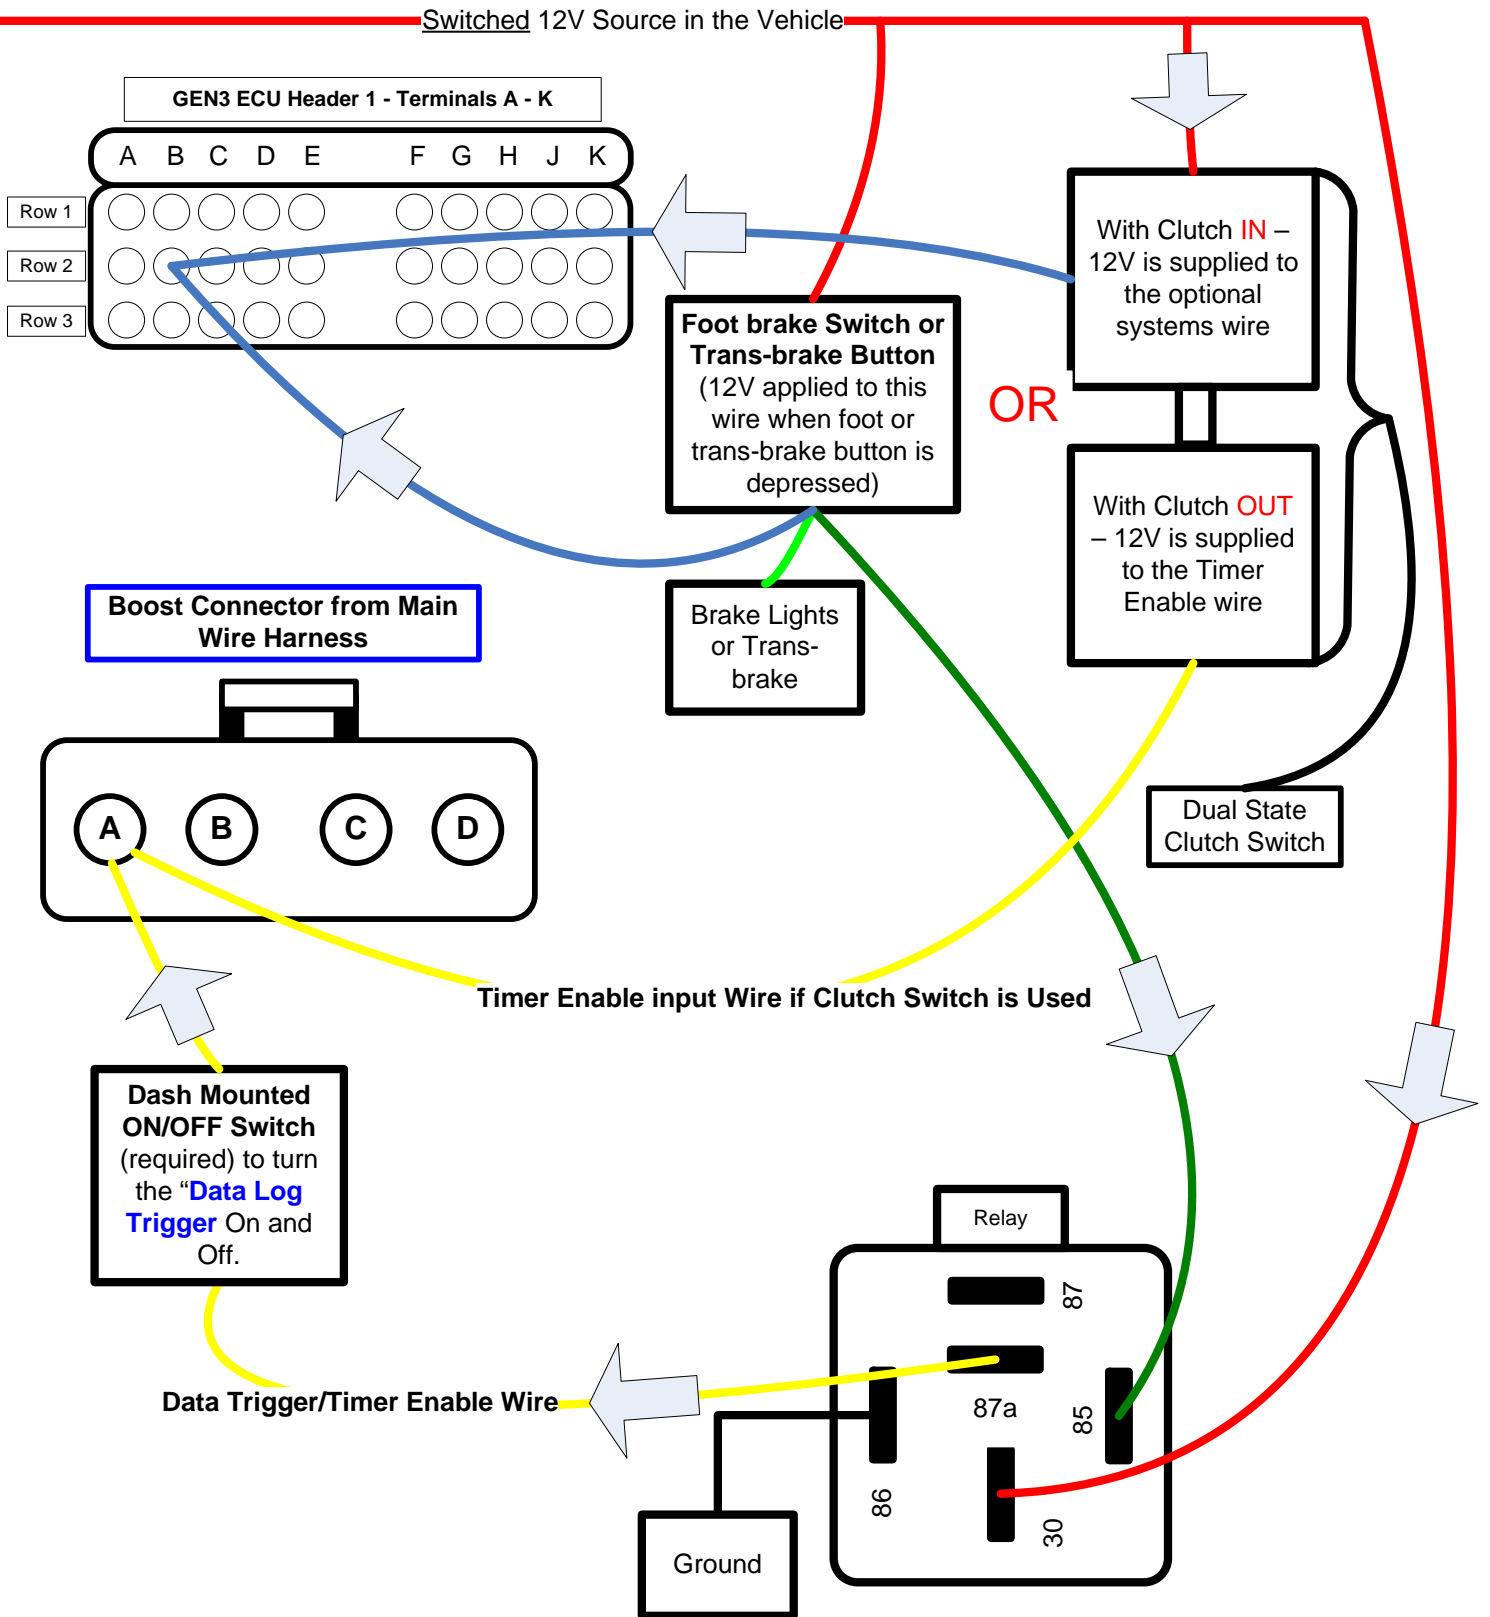 Switched 12V Source in the Vehicle
GEN3 ECU Header 1 - Terminals A - K
A B C D E F G H J K
Row 1
Row 2
Row 3
With Clutch IN –
12V is supplied to
the optional
systems wire
Foot brake Switch or
Trans-brake Button
(12V applied to this
wire when foot or
trans-brake button is
depressed)
OR
With Clutch OUT
– 12V is supplied
to the Timer
Enable wire
Boost Connector from Main
Wire Harness
Brake Lights
or Trans-
brake
Dual State
Clutch Switch
A B C D
Timer Enable input Wire if Clutch Switch is Used
Dash Mounted
ON/OFF Switch
(required) to turn
the “Data Log
Trigger On and
Off.
Relay
87
Data Trigger/Timer Enable Wire
87a
85
86
30
Ground